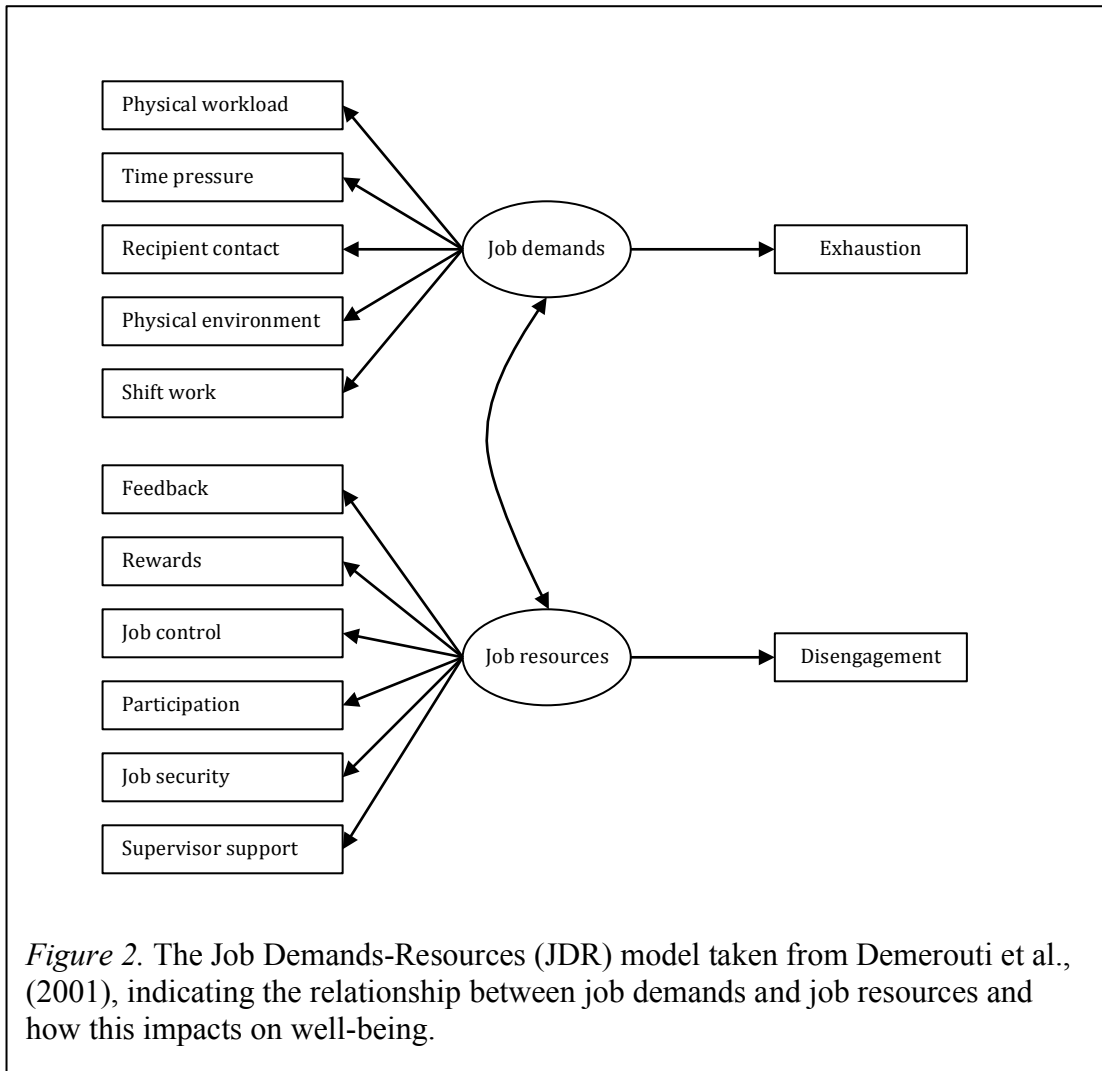 Physical workload
Time pressure
Recipient contact
Physical environment
Shift work
Job demands
Exhaustion
Feedback
Rewards
Job control
Participation
Job security
Supervisor support
Job resources
Disengagement
Figure 2. The Job Demands-Resources (JDR) model taken from Demerouti et al.,
(2001), indicating the relationship between job demands and job resources and
how this impacts on well-being.